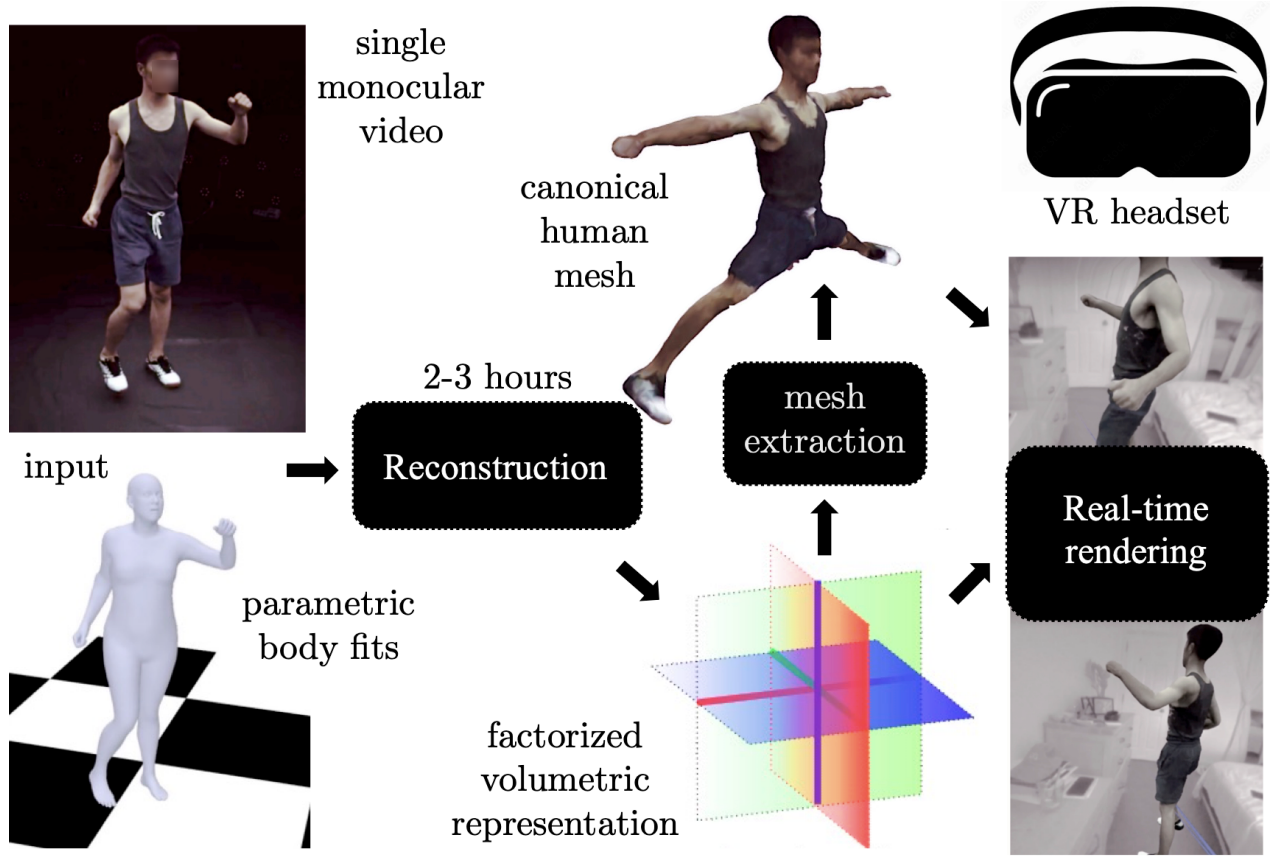 single
monocular
video
canonical
human
mesh
VR headset
2-3 hours
Reconstruction
mesh
extraction
input
parametric
body fits
Real-time
rendering
factorized
volumetric
representation